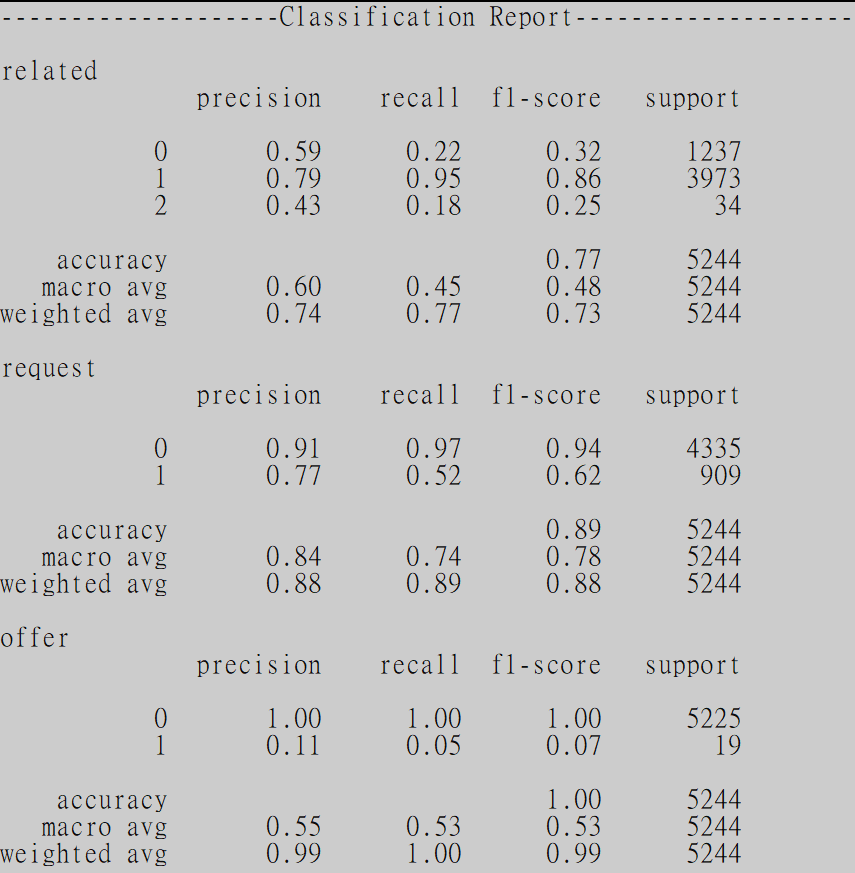 --------------------Classification Report--------------------
related
precision recall f1-score support
0 0.59 0.22 0.32 1237
1 0.79 0.95 0.86 3973
2 0.43 0.18 0.25 34
accuracy 0.77 5244
macro avg 0.60 0.45 0.48 5244
weighted avg 0.74 0.77 0.73 5244
request
precision recall f1-score support
0 0.91 0.97 0.94 4335
1 0.77 0.52 0.62 909
accuracy 0.89 5244
macro avg 0.84 0.74 0.78 5244
weighted avg 0.88 0.89 0.88 5244
offer
precision recall f1-score support
0 1.00 1.00 1.00 5225
1 0.11 0.05 0.07 19
accuracy 1.00 5244
macro avg 0.55 0.53 0.53 5244
weighted avg 0.99 1.00 0.99 5244